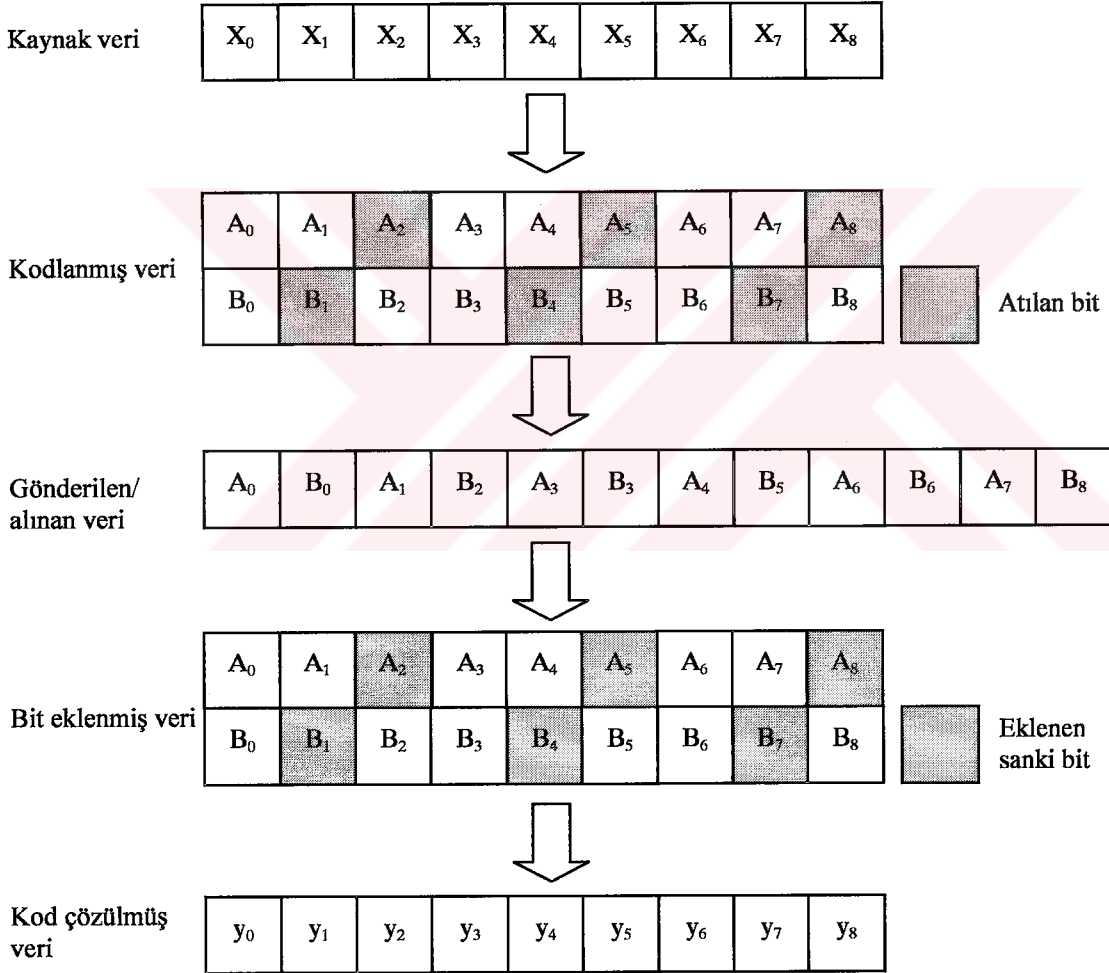 Kaynak veri X₀ X₁ X₂ X₃ X₄ X₅ X₆ X₇ X₈
A₀ A₁ A₂ A₃ A₄ A₅ A₆ A₇ A₈
Kodlanmış veri
B₀ B₁ B₂ B₃ B₄ B₅ B₆ B₇ B₈
Atılan bit
Gönderilen/
alınan veri
A₀ B₀ A₁ B₂ A₃ B₃ A₄ B₅ A₆ B₆ A₇ B₈
A₀ A₁ A₂ A₃ A₄ A₅ A₆ A₇ A₈
Bit eklenmiş veri
B₀ B₁ B₂ B₃ B₄ B₅ B₆ B₇ B₈
Eklenen
sanki bit
Kod çözülmüş
veri
y₀ y₁ y₂ y₃ y₄ y₅ y₆ y₇ y₈